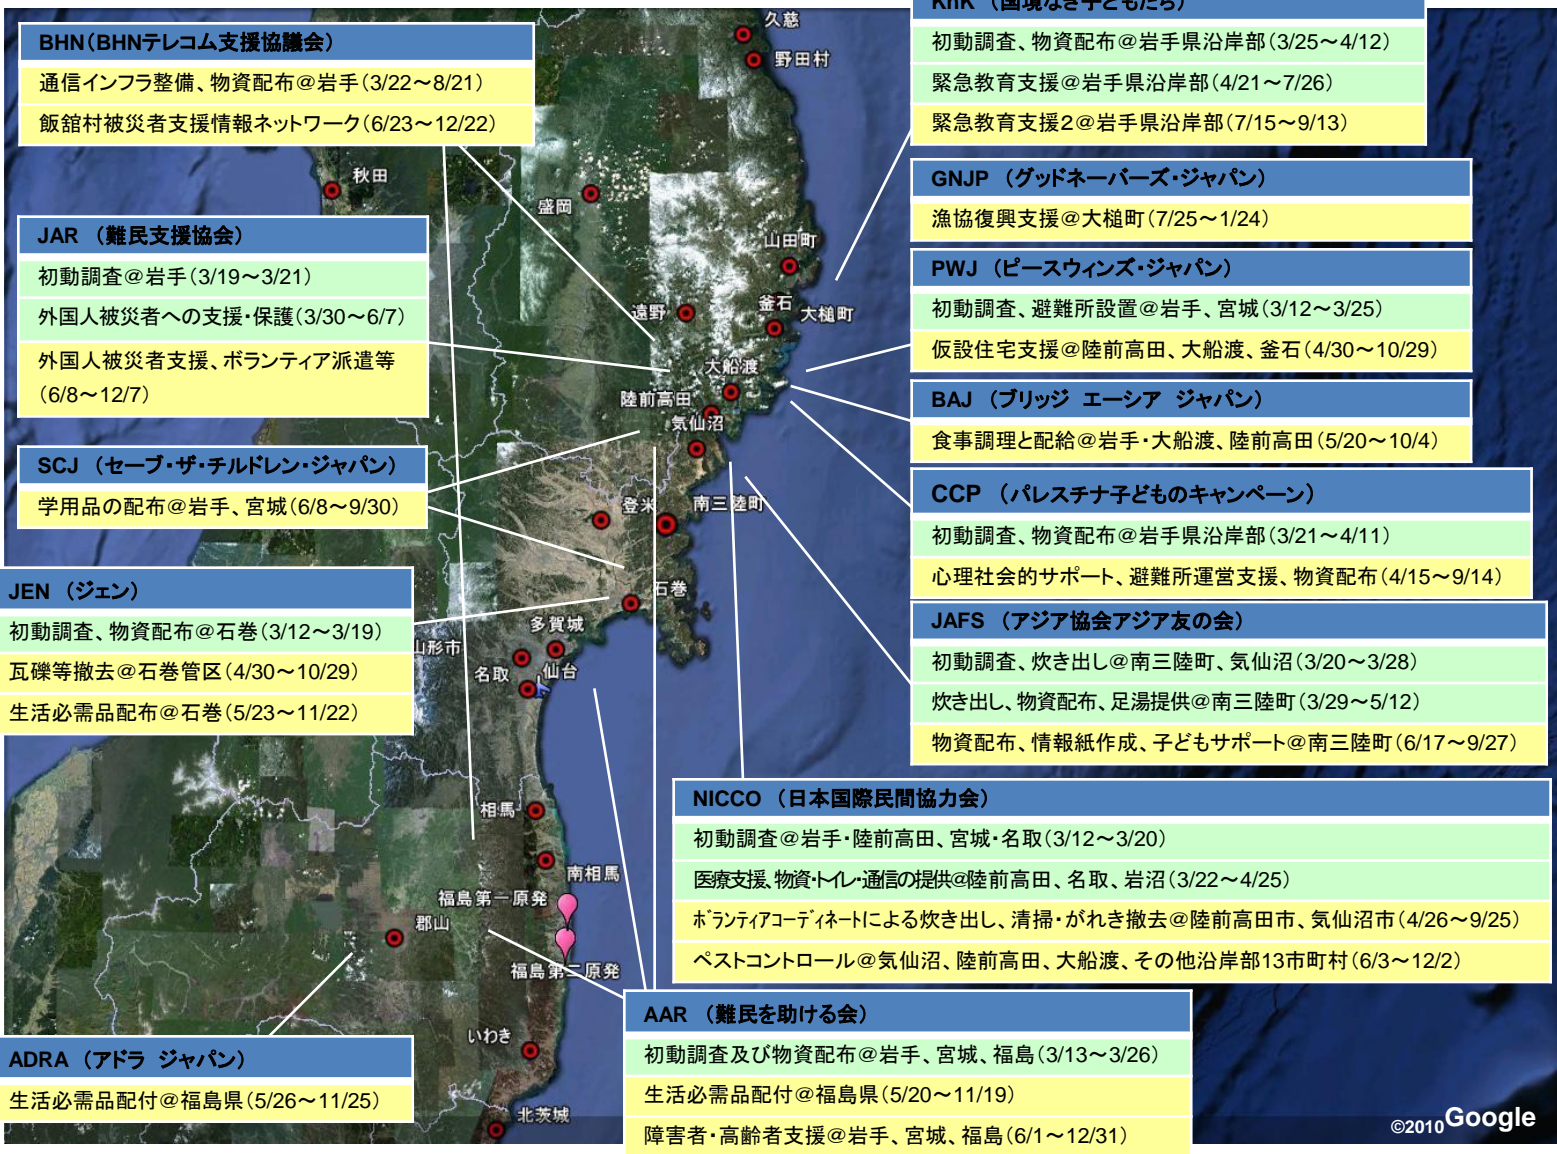 BHN(BHNテレコム支援協議会)
通信インフラ整備、物資配布@岩手(3/22～8/21)
飯舘村被災者支援情報ネットワーク(6/23～12/22)
JAR （難民支援協会）
初動調査@岩手(3/19～3/21)
外国人被災者への支援・保護(3/30～6/7)
外国人被災者支援、ボランティア派遣等
(6/8～12/7)
SCJ （セーブ・ザ・チルドレン・ジャパン）
学用品の配布@岩手、宮城(6/8～9/30)
JEN （ジェン）
初動調査、物資配布@石巻(3/12～3/19)
瓦礫等撤去@石巻管区(4/30～10/29)
生活必需品配布@石巻(5/23～11/22)
ADRA （アドラ ジャパン）
生活必需品配付@福島県(5/26～11/25)
KnK （国境なき子どもたち）
初動調査、物資配布@岩手県沿岸部(3/25～4/12)
緊急教育支援@岩手県沿岸部(4/21～7/26)
緊急教育支援2@岩手県沿岸部(7/15～9/13)
GNJP （グッドネーバーズ・ジャパン）
漁協復興支援@大槌町(7/25～1/24)
PWJ （ピースウィンズ・ジャパン）
初動調査、避難所設置@岩手、宮城(3/12～3/25)
仮設住宅支援@陸前高田、大船渡、釜石(4/30～10/29)
BAJ （ブリッジ エーシア ジャパン）
食事調理と配給@岩手・大船渡、陸前高田(5/20～10/4)
CCP （パレスチナ子どものキャンペーン）
初動調査、物資配布@岩手県沿岸部(3/21～4/11)
心理社会的サポート、避難所運営支援、物資配布(4/15～9/14)
JAFS （アジア協会アジア友の会）
初動調査、炊き出し@南三陸町、気仙沼(3/20～3/28)
炊き出し、物資配布、足湯提供@南三陸町(3/29～5/12)
物資配布、情報紙作成、子どもサポート@南三陸町(6/17～9/27)
NICCO （日本国際民間協力会）
初動調査@岩手・陸前高田、宮城・名取(3/12～3/20)
医療支援、物資・トイレ・通信の提供@陸前高田、名取、岩沼(3/22～4/25)
ボランティアコーディネートによる炊き出し、清掃・がれき撤去@陸前高田市、気仙沼市(4/26～9/25)
ペストコントロール@気仙沼、陸前高田、大船渡、その他沿岸部13市町村(6/3～12/2)
AAR （難民を助ける会）
初動調査及び物資配布@岩手、宮城、福島(3/13～3/26)
生活必需品配付@福島県(5/20～11/19)
障害者・高齢者支援@岩手、宮城、福島(6/1～12/31)
久慈
野田村
秋田
盛岡
山田町
釜石
遠野
大槌町
大船渡
陸前高田
気仙沼
登米
南三陸町
石巻
多賀城
山形市
名取
仙台
相馬
南相馬
福島第一原発
郡山
福島第二原発
いわき
北茨城
©2010Google